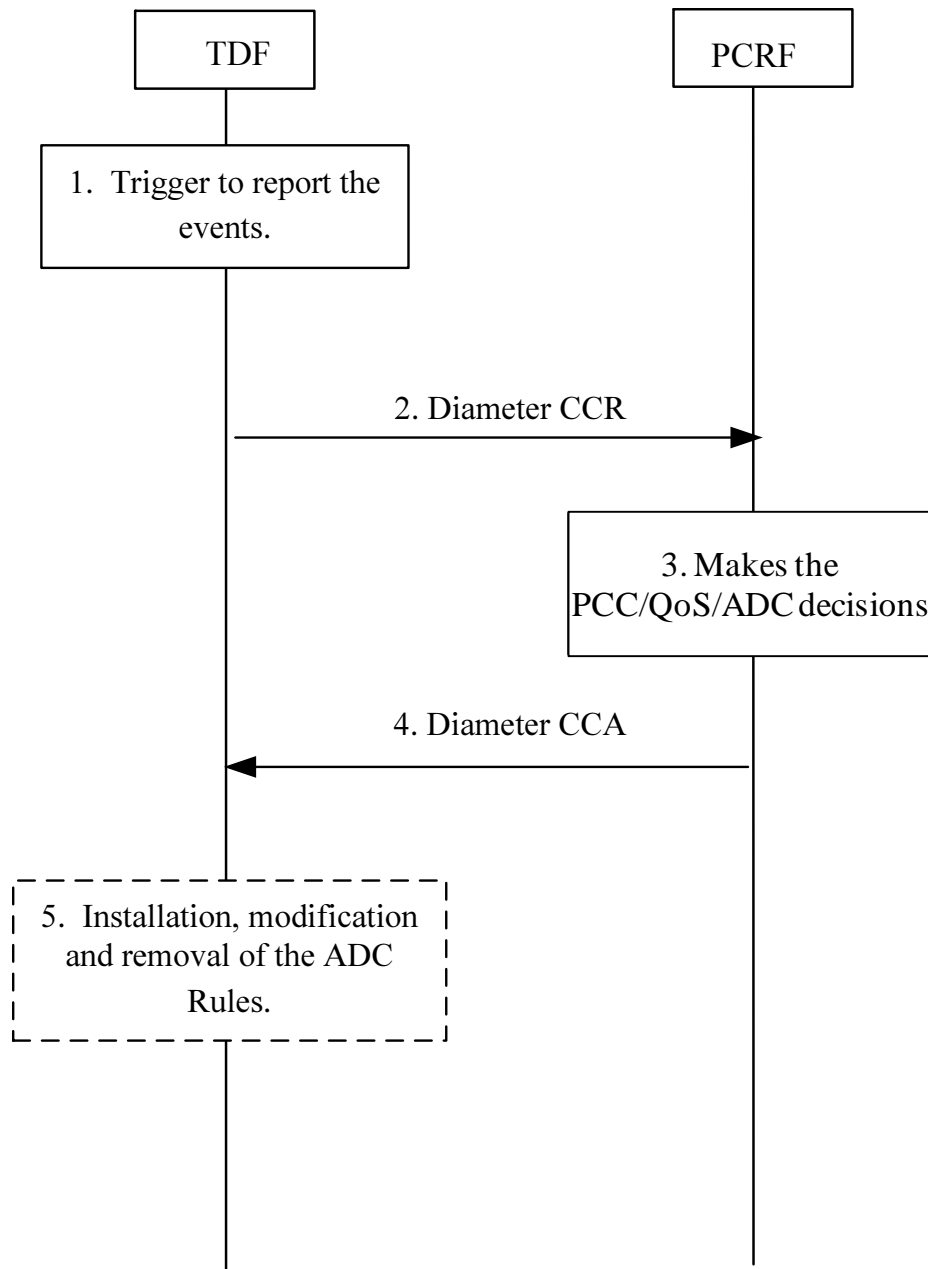 TDF
PCRF
1. Trigger to report the
events.
2. Diameter CCR
3. Makes the
PCC/QoS/ADC decisions
4. Diameter CCA
5. Installation, modification
and removal of the ADC
Rules.